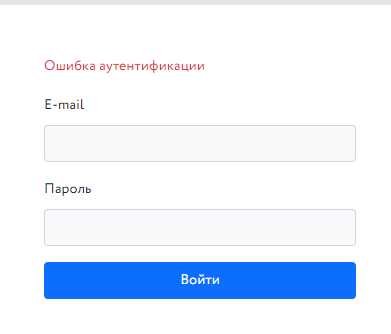 Ошибка аутентификации
E-mail
Пароль
Войти